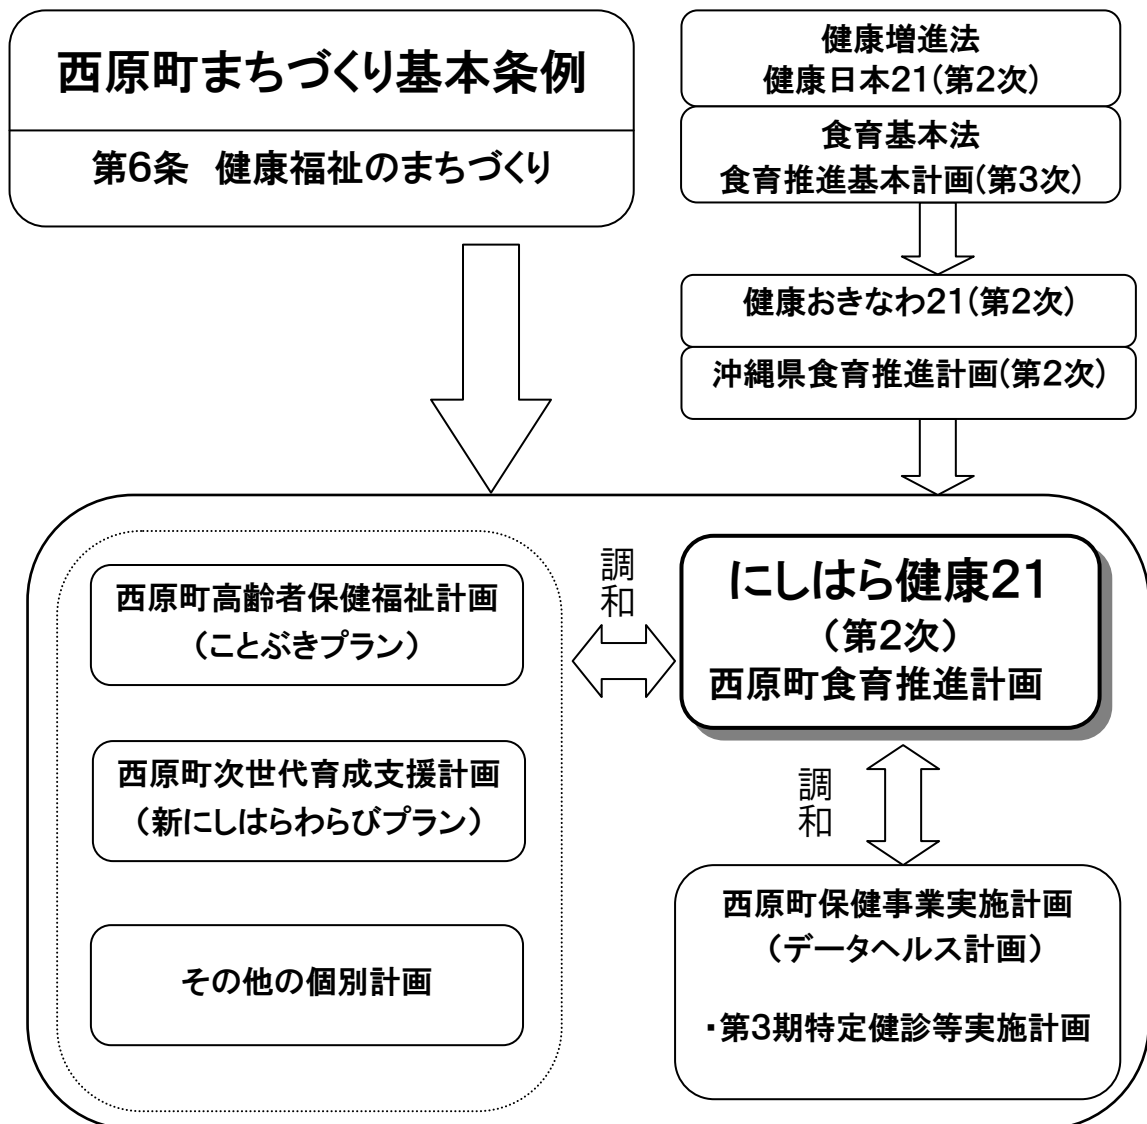 西原町まちづくり基本条例
第6条 健康福祉のまちづくり
健康増進法
健康日本21(第2次)
食育基本法
食育推進基本計画(第3次)
健康おきなわ21(第2次)
沖縄県食育推進計画(第2次)
西原町高齢者保健福祉計画
（ことぶきプラン）
西原町次世代育成支援計画
（新にしはらわらびプラン）
その他の個別計画
調和
にしはら健康21
（第2次）
西原町食育推進計画
調和
西原町保健事業実施計画
（データヘルス計画）
・第3期特定健診等実施計画